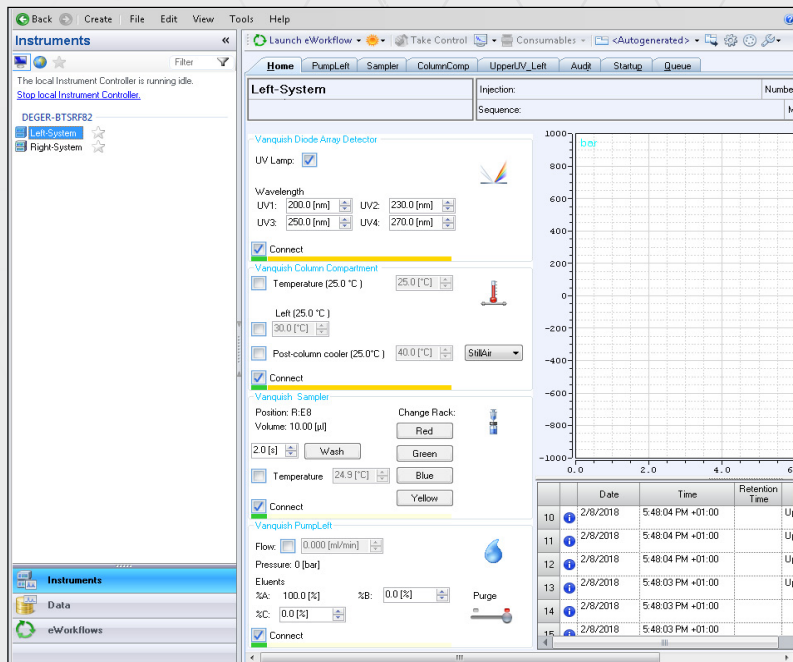 Back Create File Edit View Tools Help
Instruments «
Launch eWorkflow Take Control Consumables <Autogenerated>
Filter
Home PumpLeft Sampler ColumnComp UpperUV_Left Audit Startup Queue
The local Instrument Controller is running idle.
Stop local Instrument Controller.
DEGER-BTSRF82
Left-System
Right-System
Left-System
Injection:
Sequence:
Vanquish Diode Array Detector
UV Lamp:
Wavelength
UV1: 200.0 [nm] UV2: 230.0 [nm]
UV3: 250.0 [nm] UV4: 270.0 [nm]
Connect
Vanquish Column Compartment
Temperature (25.0 °C ) 25.0 [°C]
Left (25.0 °C )
30.0 [°C]
Post-column cooler (25.0°C ) 40.0 [°C] StillAir
Connect
Vanquish Sampler
Position: R:E8 Change Rack:
Volume: 10.00 [µl] Red
2.0 [s] Wash Green
Temperature 24.9 [°C] Blue
Yellow
Connect
Vanquish PumpLeft
Flow: 0.000 [ml/min]
Pressure: 0 [bar]
Eluents
%A: 100.0 [%] %B: 0.0 [%] Purge
%C: 0.0 [%]
Connect
bar
1000
800
600
400
200
0
-200
-400
-600
-800
-1000
0.0 2.0 4.0
Date Time Retention Time
10 2/8/2018 5:48:04 PM +01:00
11 2/8/2018 5:48:04 PM +01:00
12 2/8/2018 5:48:04 PM +01:00
13 2/8/2018 5:48:03 PM +01:00
14 2/8/2018 5:48:03 PM +01:00
15 2/8/2018 5:48:03 PM +01:00
Instruments
Data
eWorkflows